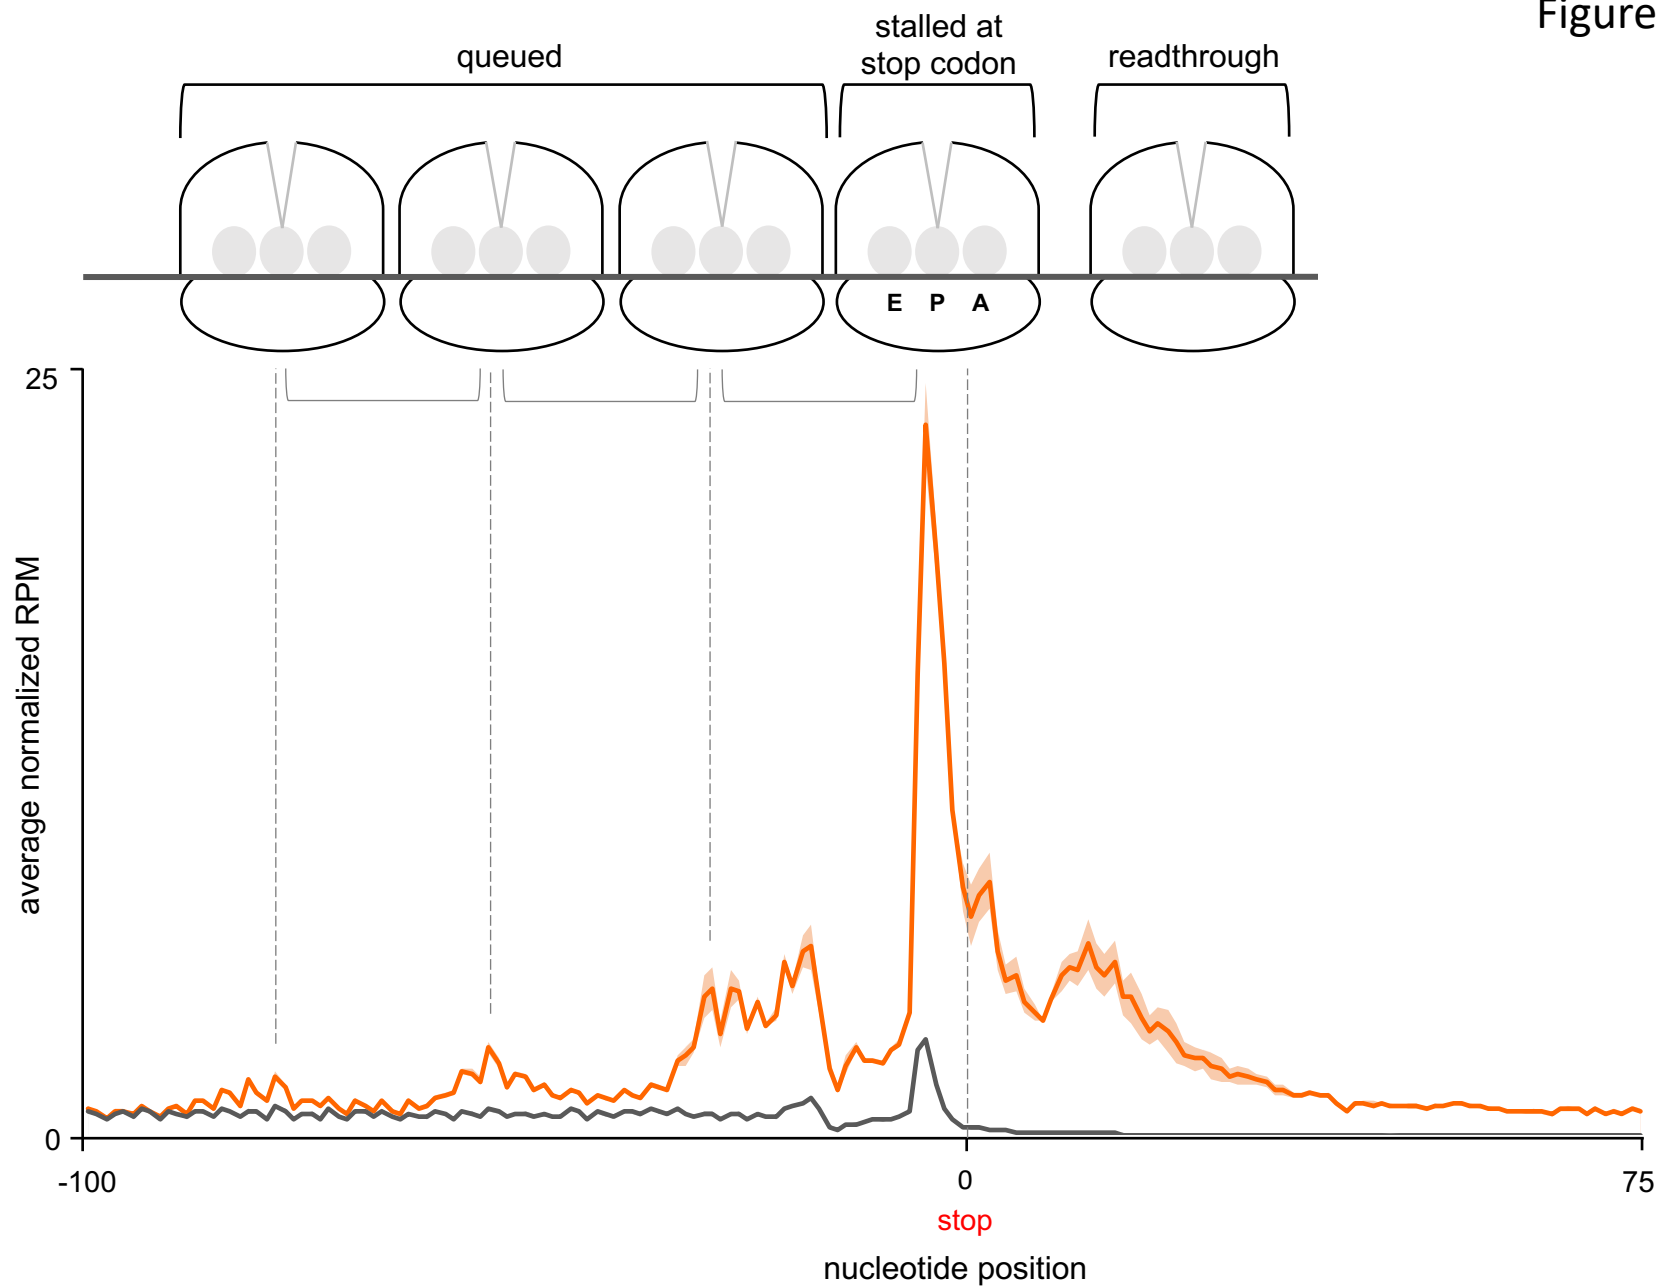 Figure
queued
stalled at
stop codon
readthrough
E P A
25
average normalized RPM
0
-100
0
75
stop
nucleotide position